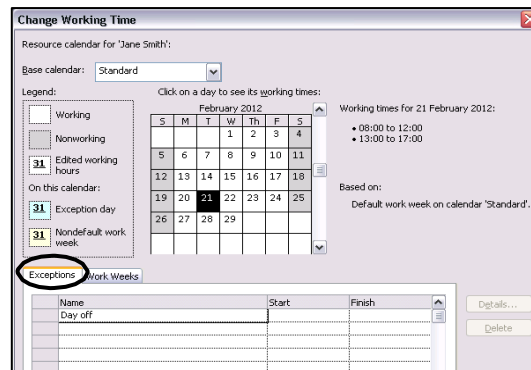 Change Working Time
Resource calendar for 'Jane Smith':
Base calendar: Standard
Legend:
Working
Nonworking
31 Edited working
hours
On this calendar:
31 Exception day
31 Nondefault work
week
Click on a day to see its working times:
February 2012
S M T W Th F S
1 2 3 4
5 6 7 8 9 10 11
12 13 14 15 16 17 18
19 20 21 22 23 24 25
26 27 28 29
Working times for 21 February 2012:
• 08:00 to 12:00
• 13:00 to 17:00
Based on:
Default work week on calendar 'Standard'.
Exceptions Work Weeks
Name Start Finish
Day off
Details...
Delete